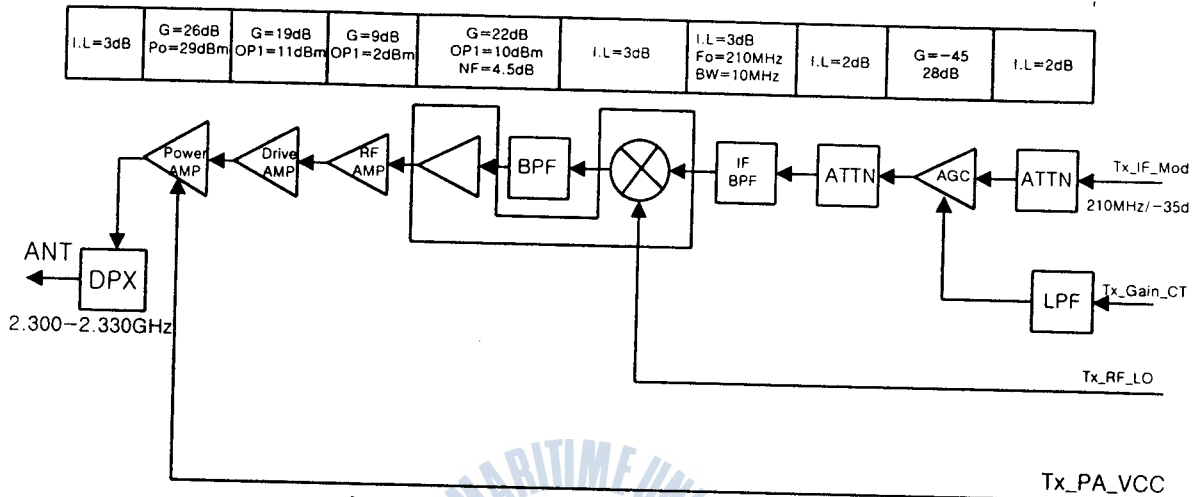 I.L=3dB
G=26dB
Po=29dBm
G=19dB
OP1=11dBm
G=9dB
OP1=2dBm
G=22dB
OP1=10dBm
NF=4.5dB
I.L=3dB
I.L=3dB
Fo=210MHz
BW=10MHz
I.L=2dB
G=-45
28dB
I.L=2dB
Power
AMP
Drive
AMP
RF
AMP
BPF
IF
BPF
ATTN
AGC
ATTN
Tx_IF_Mod
210MHz/-35d
ANT
DPX
2.300-2.330GHz
LPF
Tx_Gain_CT
Tx_RF_LO
MARITIME UNI
Tx_PA_VCC